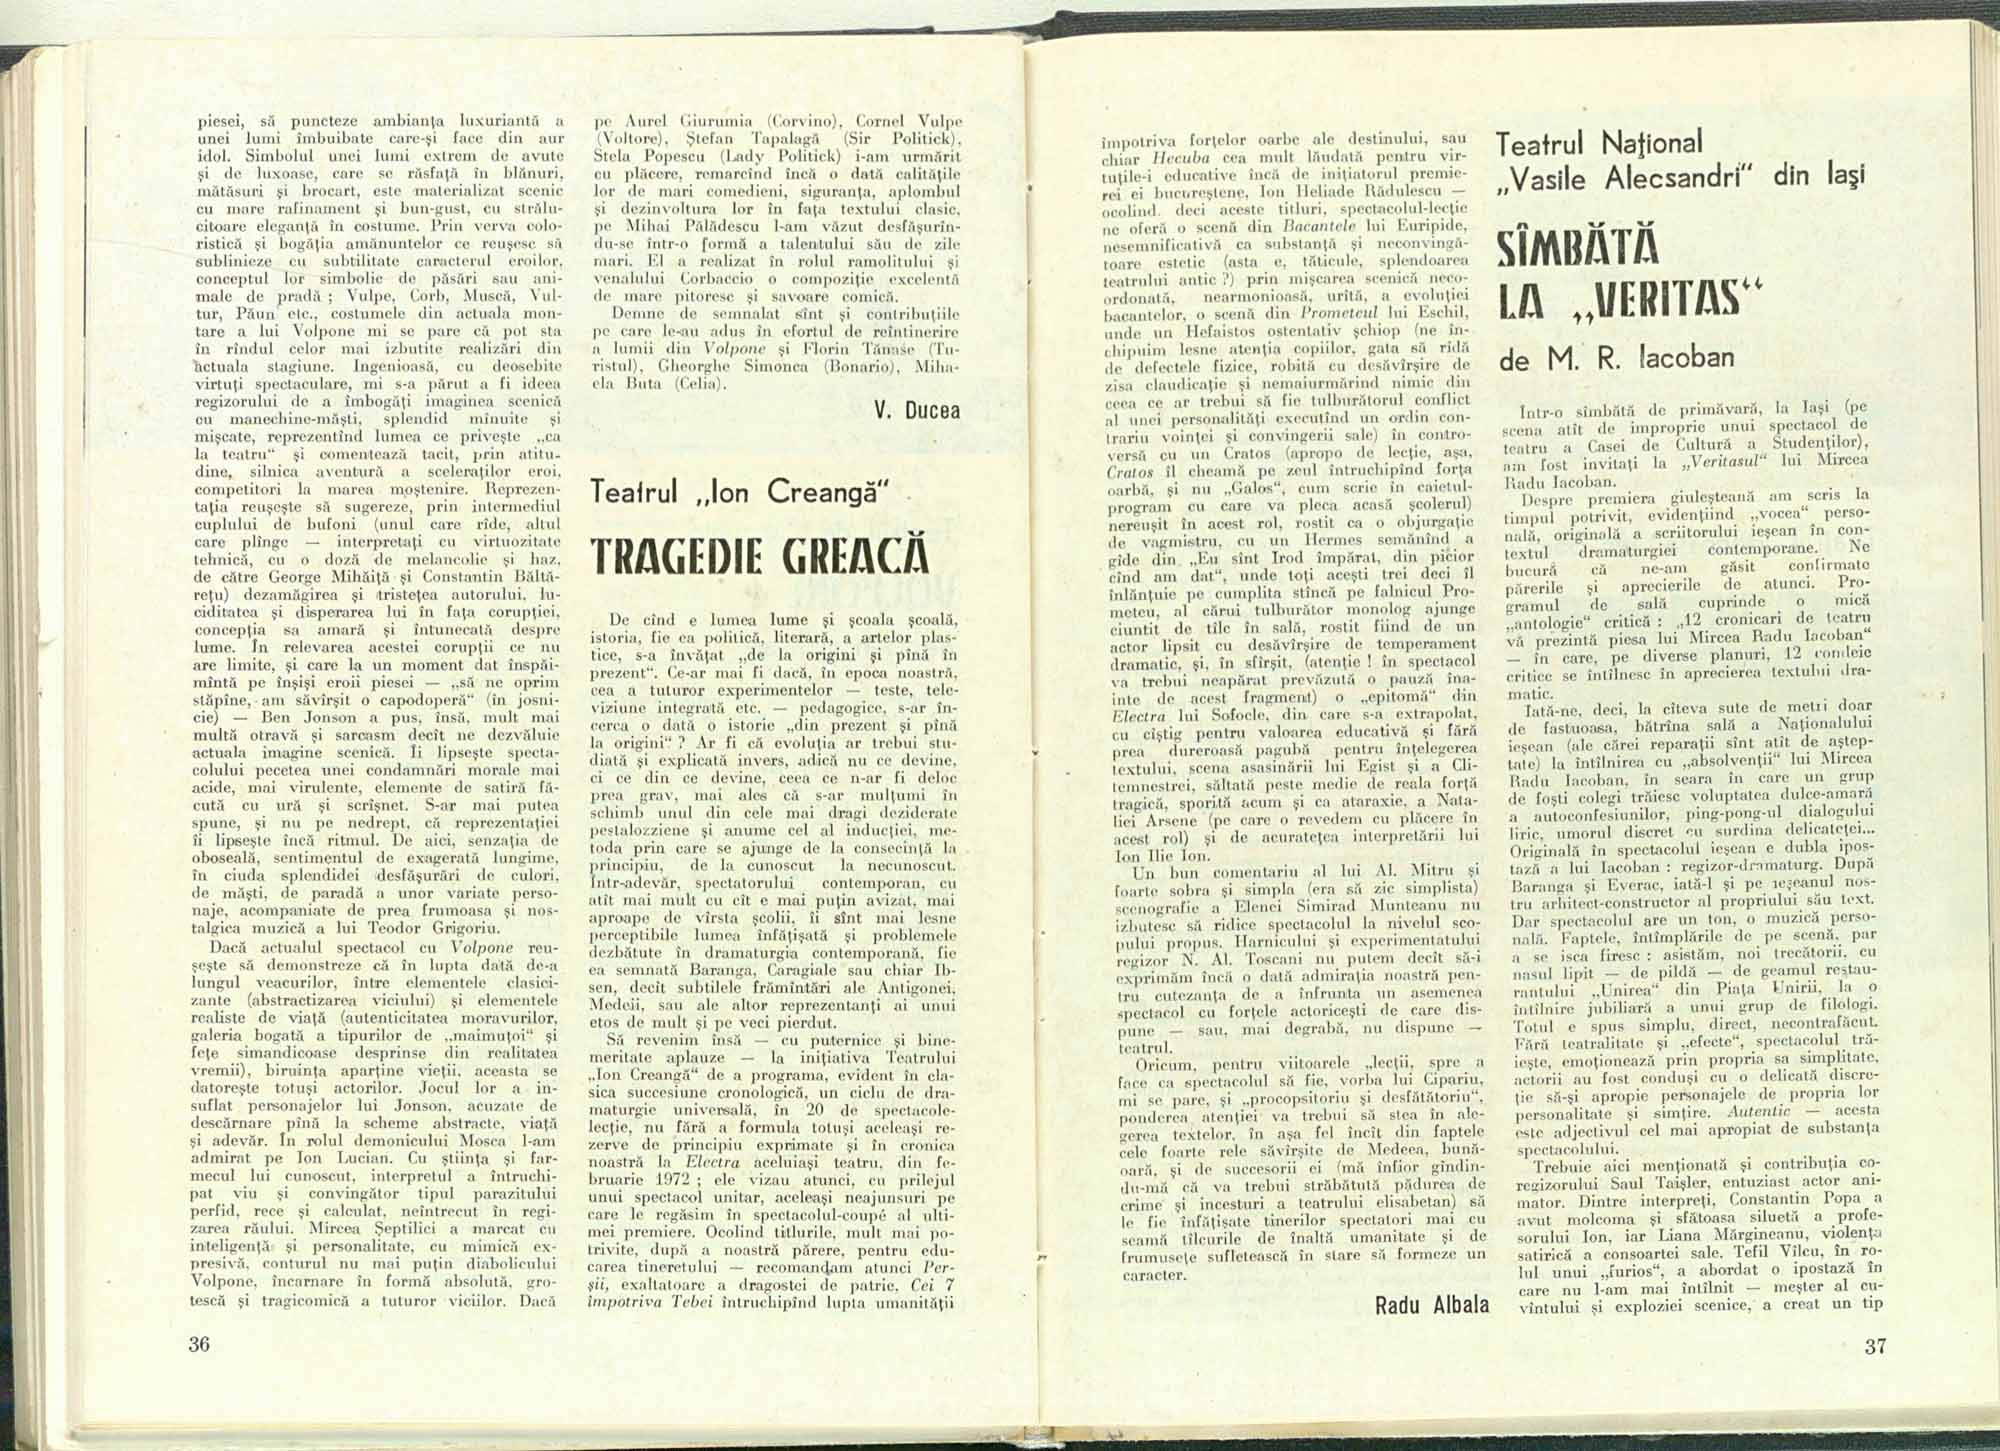 piesei, să puncteze ambianța luxuriantă a
unei lumi îmbuibate care-și face din aur
idol. Simbolul unei lumi extrem de avute
și de luxoase, care se răsfață în blănuri,
mătăsuri și brocart, este materializat scenic
cu mare rafinament și bun-gust, cu strălu-
citoare eleganță în costume. Prin verva colo-
ristică și bogăția amănuntelor ce reușesc să
sublinieze cu subtilitate caracterul eroilor,
conceptul lor simbolic de păsări sau ani-
male de pradă ; Vulpe, Corb, Muscă, Vul-
tur, Păun etc., costumele din actuala mon-
tare a lui Volpone mi se pare că pot sta
în rîndul celor mai izbutite realizări din
actuala stagiune. Ingenioasă, cu deosebite
virtuți spectaculare, mi s-a părut a fi ideea
regizorului de a îmbogăți imaginea scenică
cu manechine-măști, splendid mînuite și
mișcate, reprezentînd lumea ce privește „ca
la teatru“ și comentează tacit, prin atitu-
dine, silnica aventură a sceleraților eroi,
competitori la marea moștenire. Reprezen-
tația reușește să sugereze, prin intermediul
cuplului de bufoni (unul care rîde, altul
care plînge — interpretați cu virtuozitate
tehnică, cu o doză de melancolie și haz,
de către George Mihăiță și Constantin Băltă-
rețu) dezamăgirea și tristețea autorului, lu-
ciditatea și disperarea lui în fața corupției,
concepția sa amară și întunecată despre
lume. În relevarea acestei corupții ce nu
are limite, și care la un moment dat înspăi-
mîntă pe înșiși eroii piesei — „să ne oprim
stăpîne, am săvîrșit o capodoperă“ (în josni-
cie) — Ben Jonson a pus, însă, mult mai
multă otravă și sarcasm decît ne dezvăluie
actuala imagine scenică. Îi lipsește specta-
colului pecetea unei condamnări morale mai
acide, mai virulente, elemente de satiră fă-
cută cu ură și scrîșnet. S-ar mai putea
spune, și nu pe nedrept, că reprezentației
îi lipsește încă ritmul. De aici, senzația de
oboseală, sentimentul de exagerată lungime,
în ciuda splendidei desfășurări de culori,
de măști, de paradă a unor variate perso-
naje, acompaniate de prea frumoasa și nos-
talgica muzică a lui Teodor Grigoriu.
Dacă actualul spectacol cu Volpone reu-
șește să demonstreze că în lupta dată de-a
lungul veacurilor, între elementele clasici-
zante (abstractizarea viciului) și elementele
realiste de viață (autenticitatea moravurilor,
galeria bogată a tipurilor de „maimuțoi“ și
fețe simandicoase desprinse din realitatea
vremii), biruința aparține vieții, aceasta se
datorește totuși actorilor. Jocul lor a in-
suflat personajelor lui Jonson, acuzate de
descărnare pînă la scheme abstracte, viață
și adevăr. In rolul demonicului Mosca l-am
admirat pe Ion Lucian. Cu știința și far-
mecul lui cunoscut, interpretul a întruchi-
pat viu și convingător tipul parazitului
perfid, rece și calculat, neîntrecut în regi-
zarea răului. Mircea Șeptilici a marcat cu
inteligență și personalitate, cu mimică ex-
presivă, conturul nu mai puțin diabolicului
Volpone, încarnare în formă absolută, gro-
tescă și tragicomică a tuturor viciilor. Dacă
36
pe Aurel Giurumia (Corvino), Cornel Vulpe
(Voltore), Ștefan Tapalagă (Sir Politick),
Stela Popescu (Lady Politick) i-am urmărit
cu plăcere, remarcînd încă o dată calitățile
lor de mari comedieni, siguranța, aplombul
și dezinvoltura lor în fața textului clasic,
pe Mihai Pălădescu l-am văzut desfășurîn-
du-se într-o formă a talentului său de zile
mari. El a realizat în rolul ramolitului și
venalului Corbaccio o compoziție excelentă
de mare pitoresc și savoare comică.
Demne de semnalat sînt și contribuțiile
pe care le-au adus în efortul de reîntinerire
a lumii din Volpone și Florin Tănase (Tu-
ristul), Gheorghe Simonca (Bonario), Miha-
ela Buta (Celia).
V. Ducea
Teatrul „Ion Creangă“
TRAGEDIE GREACĂ
De cînd e lumea lume și școala școală,
istoria, fie ea politică, literară, a artelor plas-
tice, s-a învățat „de la origini și pînă în
prezent“. Ce-ar mai fi dacă, în epoca noastră,
cea a tuturor experimentelor — teste, tele-
viziune integrată etc. — pedagogice, s-ar în-
cerca o dată o istorie „din prezent și pînă
la origini“ ? Ar fi că evoluția ar trebui stu-
diată și explicată invers, adică nu ce devine,
ci ce din ce devine, ceea ce n-ar fi deloc
prea grav, mai ales că s-ar mulțumi în
schimb unul din cele mai dragi deziderate
pestalozziene și anume cel al inducției, me-
toda prin care se ajunge de la consecință la
principiu, de la cunoscut la necunoscut.
Intr-adevăr, spectatorului contemporan, cu
atît mai mult cu cît e mai puțin avizat, mai
aproape de vîrsta școlii, îi sînt mai lesne
perceptibile lumea înfățișată și problemele
dezbătute în dramaturgia contemporană, fie
ea semnată Baranga, Caragiale sau chiar Ib-
sen, decît subtilele frămîntări ale Antigonei,
Medeii, sau ale altor reprezentanți ai unui
etos de mult și pe veci pierdut.
Să revenim însă — cu puternice și bine-
meritate aplauze — la inițiativa Teatrului
„Ion Creangă“ de a programa, evident în cla-
sica succesiune cronologică, un ciclu de dra-
maturgie universală, în 20 de spectacole-
lecție, nu fără a formula totuși aceleași re-
zerve de principiu exprimate și în cronica
noastră la Electra aceluiași teatru, din fe-
bruarie 1972 ; ele vizau atunci, cu prilejul
unui spectacol unitar, aceleași neajunsuri pe
care le regăsim în spectacolul-coupé al ulti-
mei premiere. Ocolind titlurile, mult mai po-
trivite, după a noastră părere, pentru edu-
carea tineretului — recomandam atunci Per-
șii, exaltatoare a dragostei de patrie, Cei 7
împotriva Tebei întruchipînd lupta umanității
împotriva forțelor oarbe ale destinului, sau
chiar Hecuba cea mult lăudată pentru vir-
tuțile-i educative încă de inițiatorul premie-
rei ei bucureștene, Ion Heliade Rădulescu —
ocolind deci aceste titluri, spectacolul-lecție
ne oferă o scenă din Bacantele lui Euripide,
nesemnificativă ca substanță și neconvingă-
toare estetic (asta e, tăticule, splendoarea
teatrului antic ?) prin mișcarea scenică neco-
ordonată, nearmonioasă, urîtă, a evoluției
bacantelor, o scenă din Prometeul lui Eschil,
unde un Hefaistos ostentativ șchiop (ne în-
chipuim lesne atenția copiilor, gata să rîdă
de defectele fizice, robită cu desăvîrșire de
zisa claudicație și nemaiurmărind nimic din
ceea ce ar trebui să fie tulburătorul conflict
al unei personalități executînd un ordin con-
trariu voinței și convingerii sale) în contro-
versă cu un Cratos (apropo de lecție, așa,
Cratos îl cheamă pe zeul întruchipînd forța
oarbă, și nu „Galos“, cum scrie în caietul-
program cu care va pleca acasă școlerul)
nereușit în acest rol, rostit ca o objurgație
de vagmistru, cu un Hermes semănînd a
gîde din „Eu sînt Irod împărat, din picior
cînd am dat“, unde toți acești trei deci îl
înlănțuie pe cumplita stîncă pe falnicul Pro-
meteu, al cărui tulburător monolog ajunge
ciuntit de tîlc în sală, rostit fiind de un
actor lipsit cu desăvîrșire de temperament
dramatic, și, în sfîrșit, (atenție ! în spectacol
va trebui neapărat prevăzută o pauză îna-
inte de acest fragment) o „epitomă“ din
Electra lui Sofocle, din care s-a extrapolat,
cu cîștig pentru valoarea educativă și fără
prea dureroasă pagubă pentru înțelegerea
textului, scena asasinării lui Egist și a Cli-
temnestrei, săltată peste medie de reala forță
tragică, sporită acum și ca ataraxie, a Nata-
liei Arsene (pe care o revedem cu plăcere în
acest rol) și de acuratețea interpretării lui
Ion Ilie Ion.
Un bun comentariu al lui Al. Mitru și
foarte sobra și simpla (era să zic simplista)
scenografie a Elenei Simirad Munteanu nu
izbutesc să ridice spectacolul la nivelul sco-
pului propus. Harnicului și experimentatului
regizor N. Al. Toscani nu putem decît să-i
exprimăm încă o dată admirația noastră pen-
tru cutezanța de a înfrunta un asemenea
spectacol cu forțele actoricești de care dis-
pune — sau, mai degrabă, nu dispune —
teatrul.
Oricum, pentru viitoarele „lecții, spre a
face ca spectacolul să fie, vorba lui Cipariu,
mi se pare, și „procopsitoriu și desfătătoriu“,
ponderea atenției va trebui să stea în ale-
gerea textelor, în așa fel încît din faptele
cele foarte rele săvîrșite de Medeea, bună-
oară, și de succesorii ei (mă înfior gîndin-
du-mă că va trebui străbătută pădurea de
crime și incesturi a teatrului elisabetan) să
le fie înfățișate tinerilor spectatori mai cu
seamă tîlcurile de înaltă umanitate și de
frumusețe sufletească în stare să formeze un
caracter.
Radu Albala
Teatrul Național
„Vasile Alecsandri“ din Iași
SÎMBĂTĂ
LA „VERITAS“
de M. R. Iacoban
Intr-o sîmbătă de primăvară, la Iași (pe
scena atît de improprie unui spectacol de
teatru a Casei de Cultură a Studenților),
am fost invitați la „Veritasul“ lui Mircea
Radu Iacoban.
Despre premiera giuleșteană am scris la
timpul potrivit, evidențiind „vocea“ perso-
nală, originală a scriitorului ieșean în con-
textul dramaturgiei contemporane. Ne
bucură că ne-am găsit confirmate
părerile și aprecierile de atunci. Pro-
gramul de sală cuprinde o mică
„antologie“ critică : „12 cronicari de teatru
vă prezintă piesa lui Mircea Radu Iacoban“
— în care, pe diverse planuri, 12 condeie
critice se întîlnesc în aprecierea textului dra-
matic.
Iată-ne, deci, la cîteva sute de metri doar
de fastuoasa, bătrîna sală a Naționalului
ieșean (ale cărei reparații sînt atît de aștep-
tate) la întîlnirea cu „absolvenții“ lui Mircea
Radu Iacoban, în seara în care un grup
de foști colegi trăiesc voluptatea dulce-amară
a autoconfesiunilor, ping-pong-ul dialogului
liric, umorul discret cu surdina delicateței...
Originală în spectacolul ieșean e dubla ipos-
tază a lui Iacoban : regizor-dramaturg. După
Baranga și Everac, iată-l și pe ieșeanul nos-
tru arhitect-constructor al propriului său text.
Dar spectacolul are un ton, o muzică perso-
nală. Faptele, întîmplările de pe scenă, par
a se isca firesc : asistăm, noi trecătorii, cu
nasul lipit — de pildă — de geamul restau-
rantului „Unirea“ din Piața Unirii, la o
întîlnire jubiliară a unui grup de filologi.
Totul e spus simplu, direct, necontrafăcut.
Fără teatralitate și „efecte“, spectacolul tră-
iește, emoționează prin propria sa simplitate,
actorii au fost conduși cu o delicată discre-
ție să-și apropie personajele de propria lor
personalitate și simțire. Autentic — acesta
este adjectivul cel mai apropiat de substanța
spectacolului.
Trebuie aici menționată și contribuția co-
regizorului Saul Taișler, entuziast actor ani-
mator. Dintre interpreți, Constantin Popa a
avut molcoma și sfătoasa siluetă a profe-
sorului Ion, iar Liana Mărgineanu, violența
satirică a consoartei sale. Tefil Vîlcu, în ro-
lul unui „furios“, a abordat o ipostază în
care nu l-am mai întîlnit — meșter al cu-
vîntului și exploziei scenice, a creat un tip
37